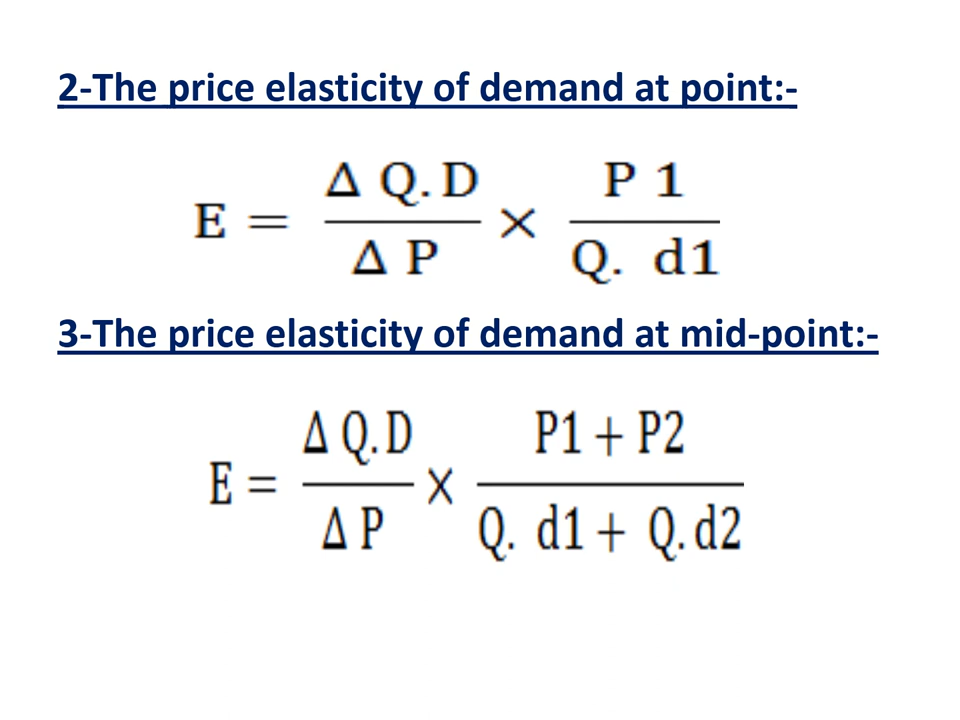 2-The price elasticity of demand at point:-
E = Δ Q. D / Δ P × P 1 / Q. d1
3-The price elasticity of demand at mid-point:-
E = Δ Q.D / Δ P × P1 + P2 / Q. d1 + Q.d2